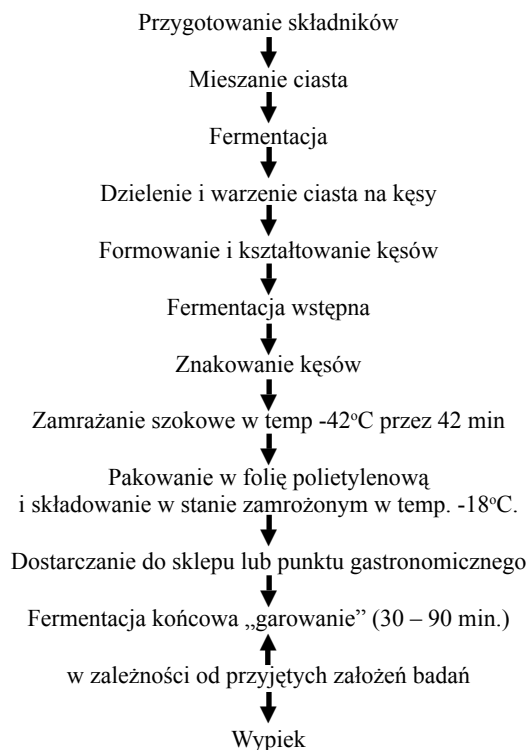 Przygotowanie składników
Mieszanie ciasta
Fermentacja
Dzielenie i warzenie ciasta na kęsy
Formowanie i kształtowanie kęsów
Fermentacja wstępna
Znakowanie kęsów
Zamrażanie szokowe w temp -42°C przez 42 min
Pakowanie w folię polietylenową
i składowanie w stanie zamrożonym w temp. -18°C.
Dostarczanie do sklepu lub punktu gastronomicznego
Fermentacja końcowa „garowanie” (30 – 90 min.)
w zależności od przyjętych założeń badań
Wypiek